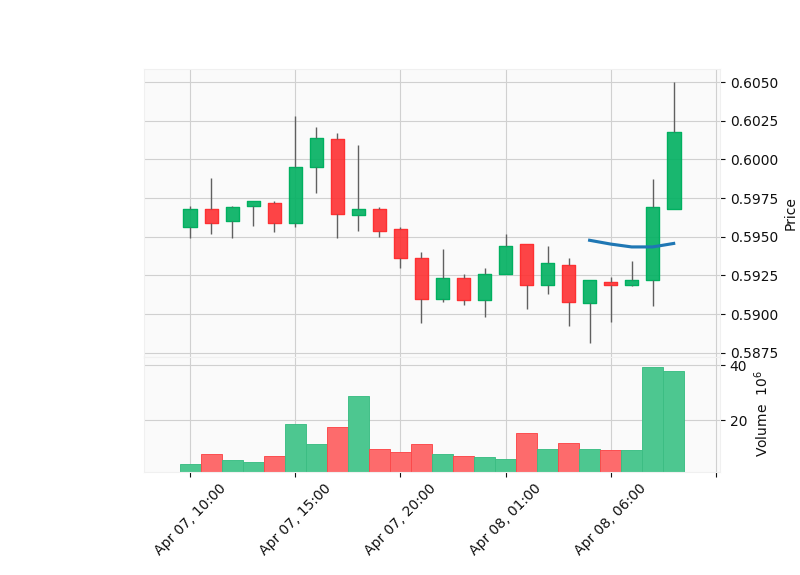 0.6050
0.6025
0.6000
0.5975
0.5950
0.5925
0.5900
0.5875
Price
40
20
Volume 10⁶
Apr 07, 10:00
Apr 07, 15:00
Apr 07, 20:00
Apr 08, 01:00
Apr 08, 06:00